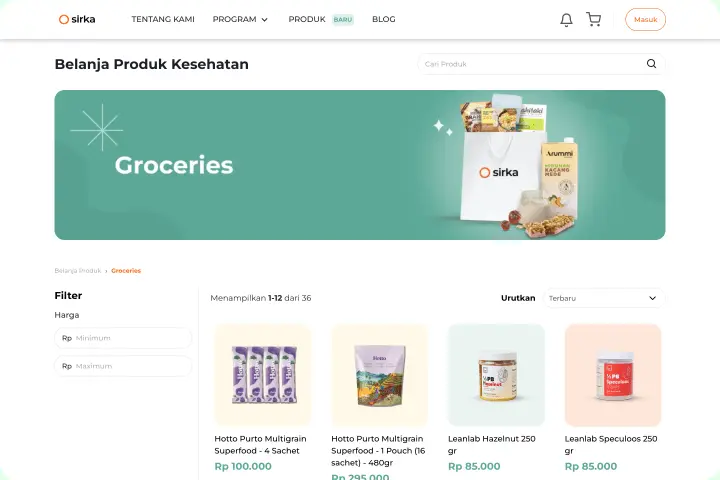 sirka
TENTANG KAMI
PROGRAM
PRODUK
BARU
BLOG
Masuk
Belanja Produk Kesehatan
Cari Produk
Groceries
sirka
Arummi
KACANG
MEDE
Belanja Produk › Groceries
Filter
Harga
Rp Minimum
Rp Maximum
Menampilkan 1-12 dari 36
Urutkan
Terbaru
Hotto
Hazelnut
Speculoos
Hotto Purto Multigrain
Superfood - 4 Sachet
Rp 100.000
Hotto Purto Multigrain
Superfood - 1 Pouch (16
sachet) - 480gr
Rp 295.000
Leanlab Hazelnut 250
gr
Rp 85.000
Leanlab Speculoos 250
gr
Rp 85.000